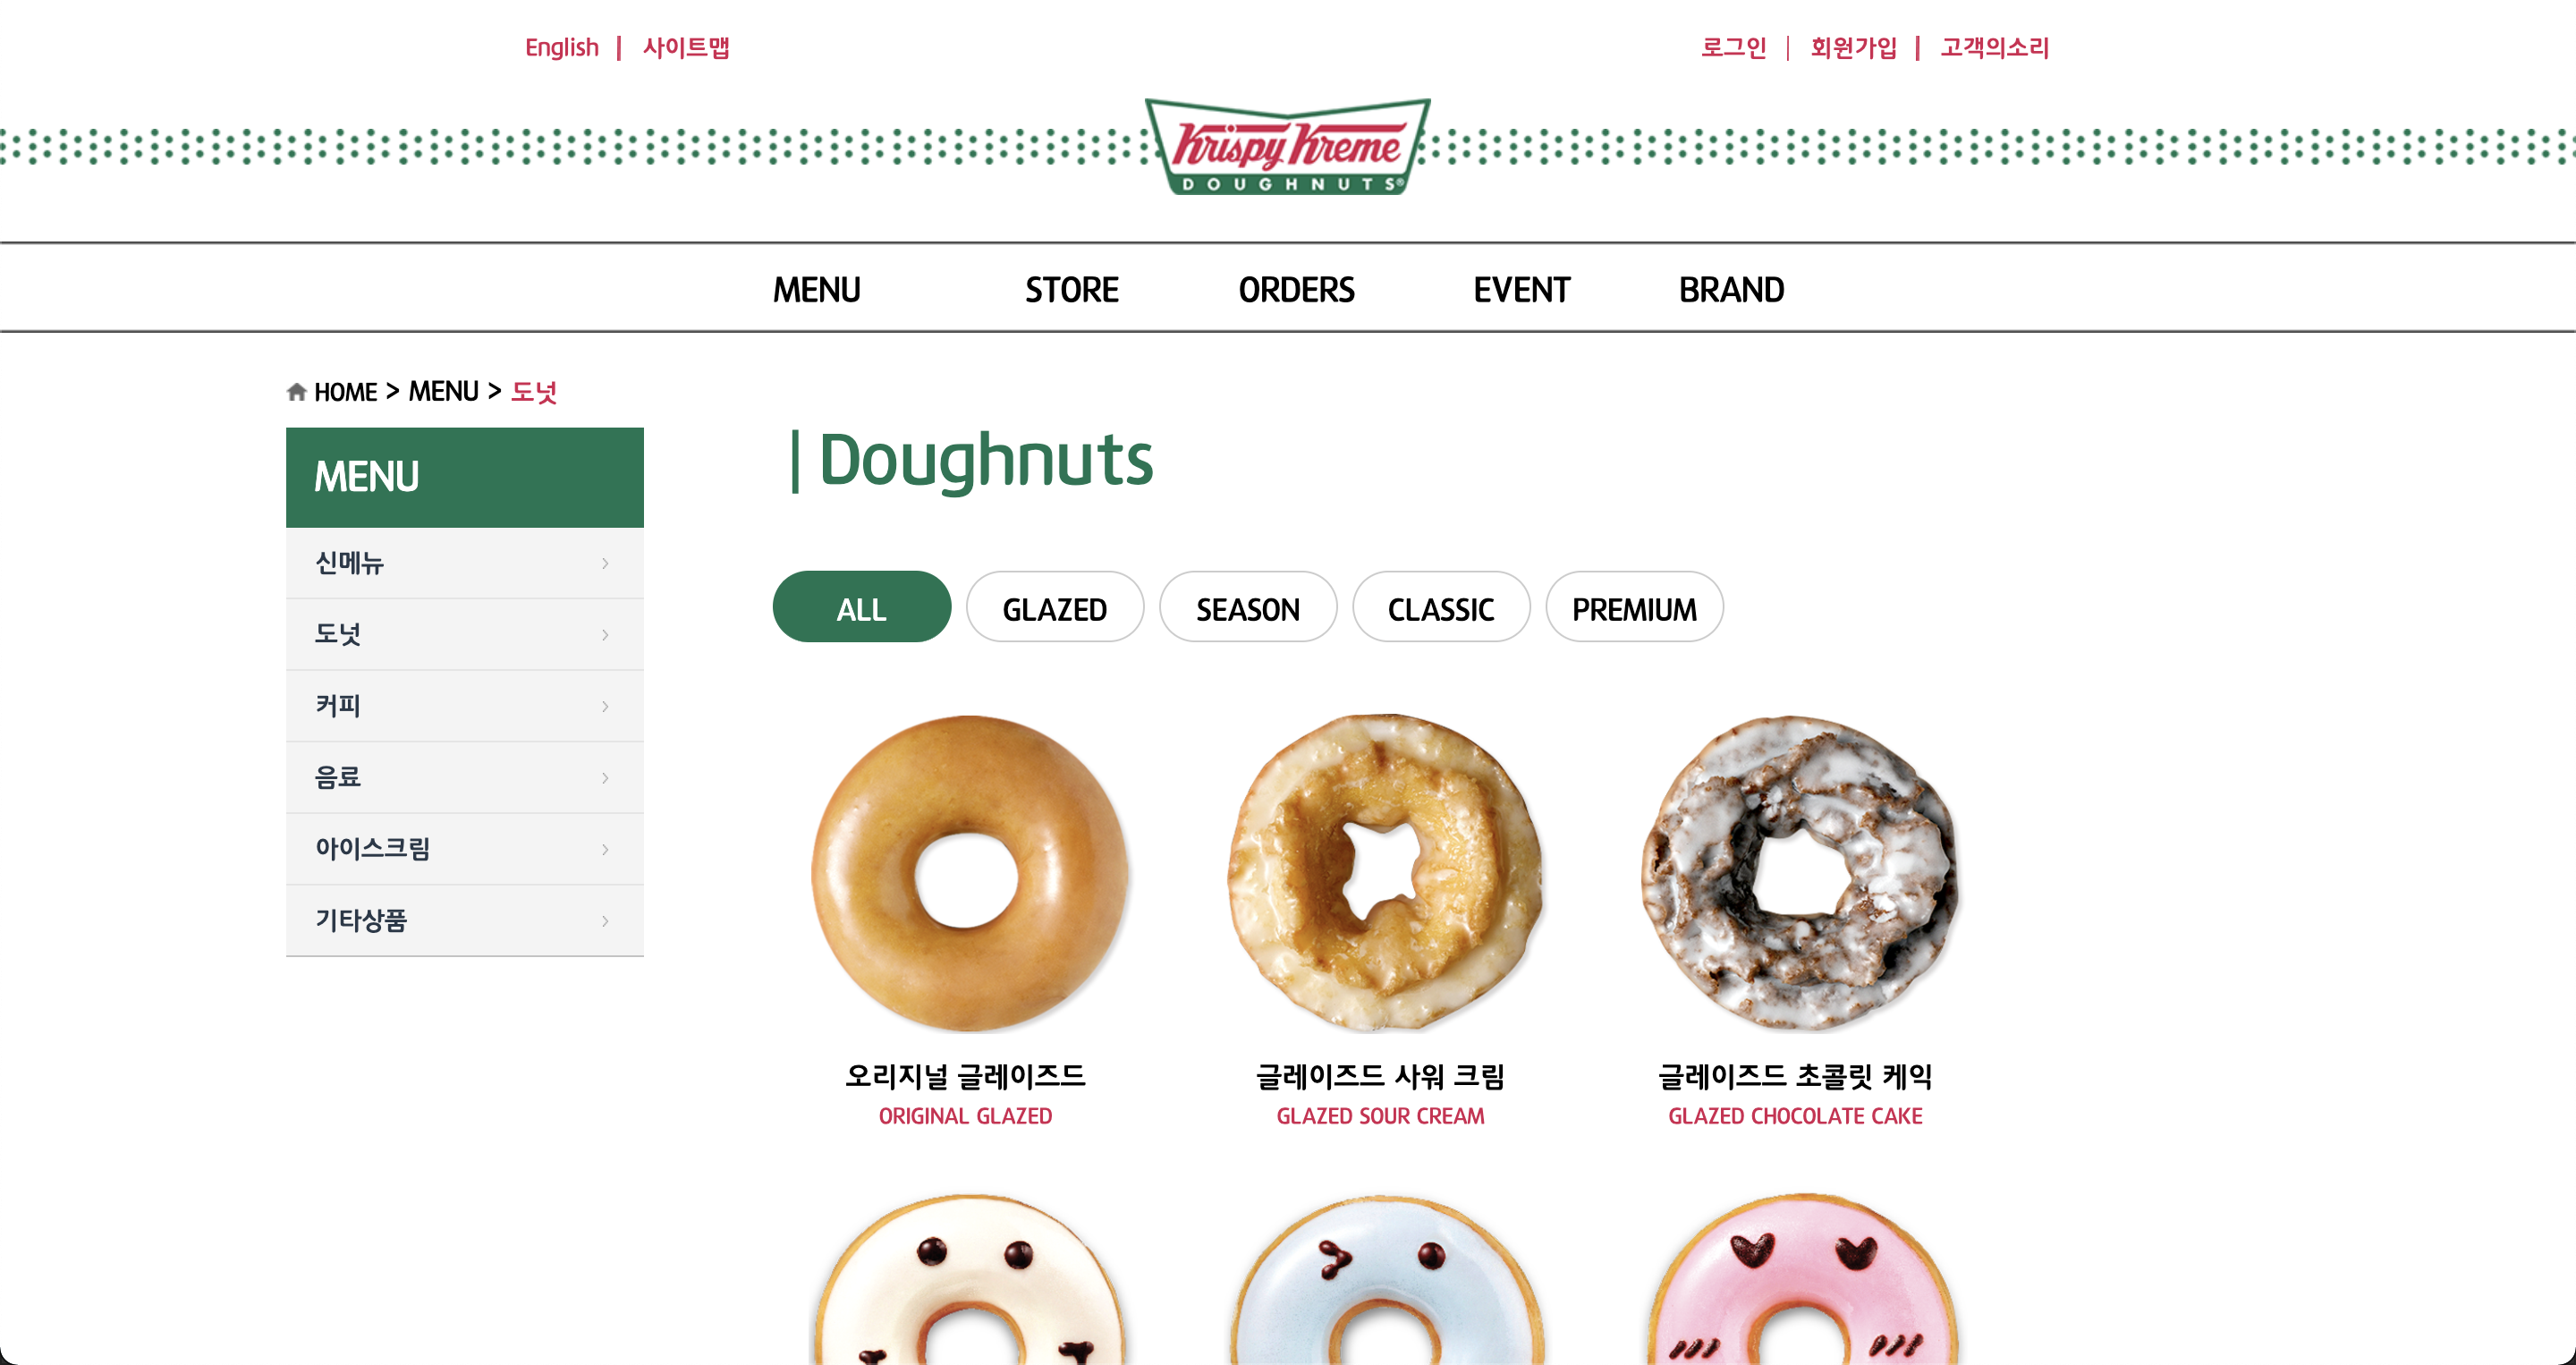 English | 사이트맵
로그인 | 회원가입 | 고객의소리
Krispy Kreme
DOUGHNUTS®
MENU STORE ORDERS EVENT BRAND
HOME > MENU > 도넛
MENU
신메뉴
도넛
커피
음료
아이스크림
기타상품
| Doughnuts
ALL GLAZED SEASON CLASSIC PREMIUM
오리지널 글레이즈드
ORIGINAL GLAZED
글레이즈드 사워 크림
GLAZED SOUR CREAM
글레이즈드 초콜릿 케익
GLAZED CHOCOLATE CAKE